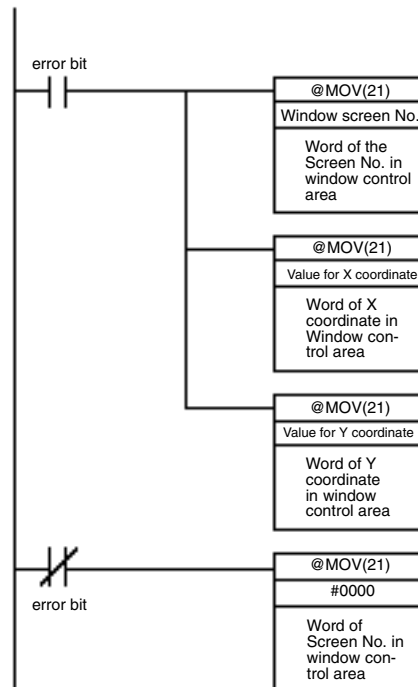 error bit
@MOV(21)
Window screen No.
Word of the
Screen No. in
window control
area
@MOV(21)
Value for X coordinate
Word of X
coordinate in
Window con-
trol area
@MOV(21)
Value for Y coordinate
Word of Y
coordinate
in window
control area
error bit
@MOV(21)
#0000
Word of
Screen No. in
window con-
trol area